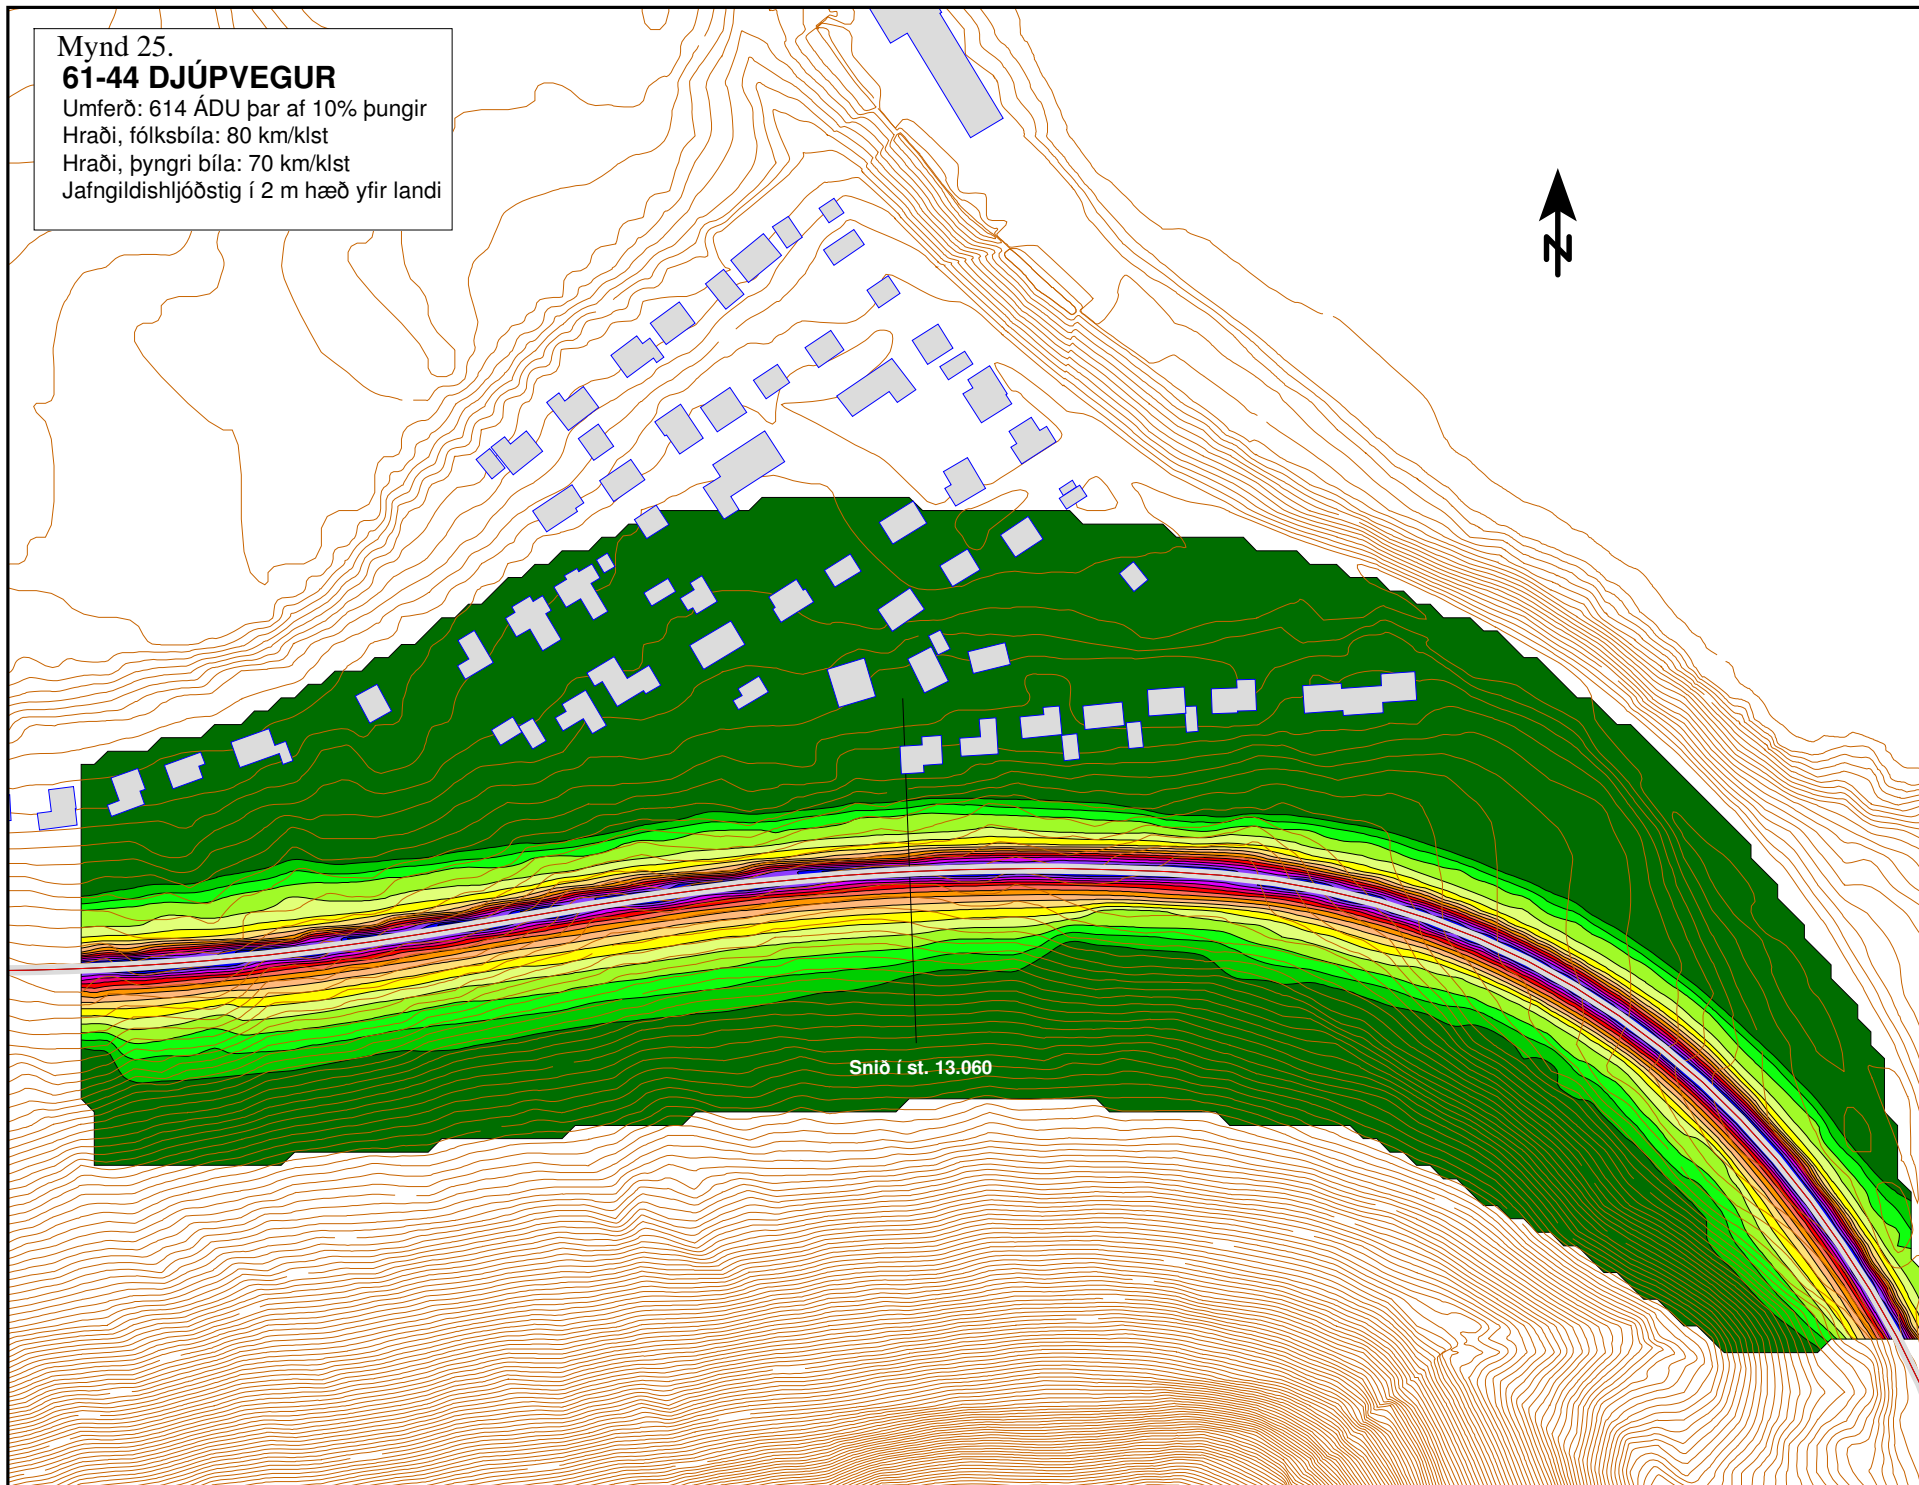 Mynd 25.
61-44 DJÚPVEGUR
Umferð: 614 ÁDU þar af 10% þungir
Hraði, fólksbíla: 80 km/klst
Hraði, þyngri bíla: 70 km/klst
Jafngildishljóðstig í 2 m hæð yfir landi
N
Snið í st. 13.060